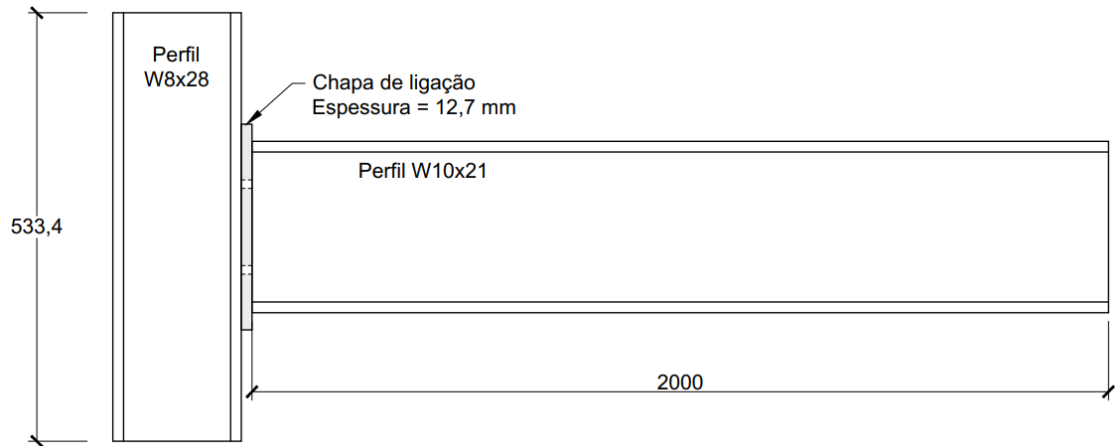 Perfil
W8x28
Chapa de ligação
Espessura = 12,7 mm
Perfil W10x21
533,4
2000